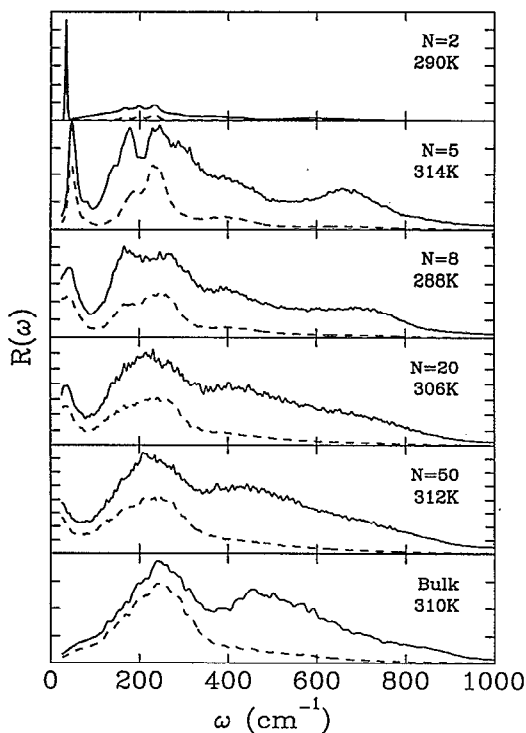 N=2
290K
N=5
314K
N=8
288K
N=20
306K
N=50
312K
Bulk
310K
R(ω)
0 200 400 600 800 1000
ω (cm⁻¹)